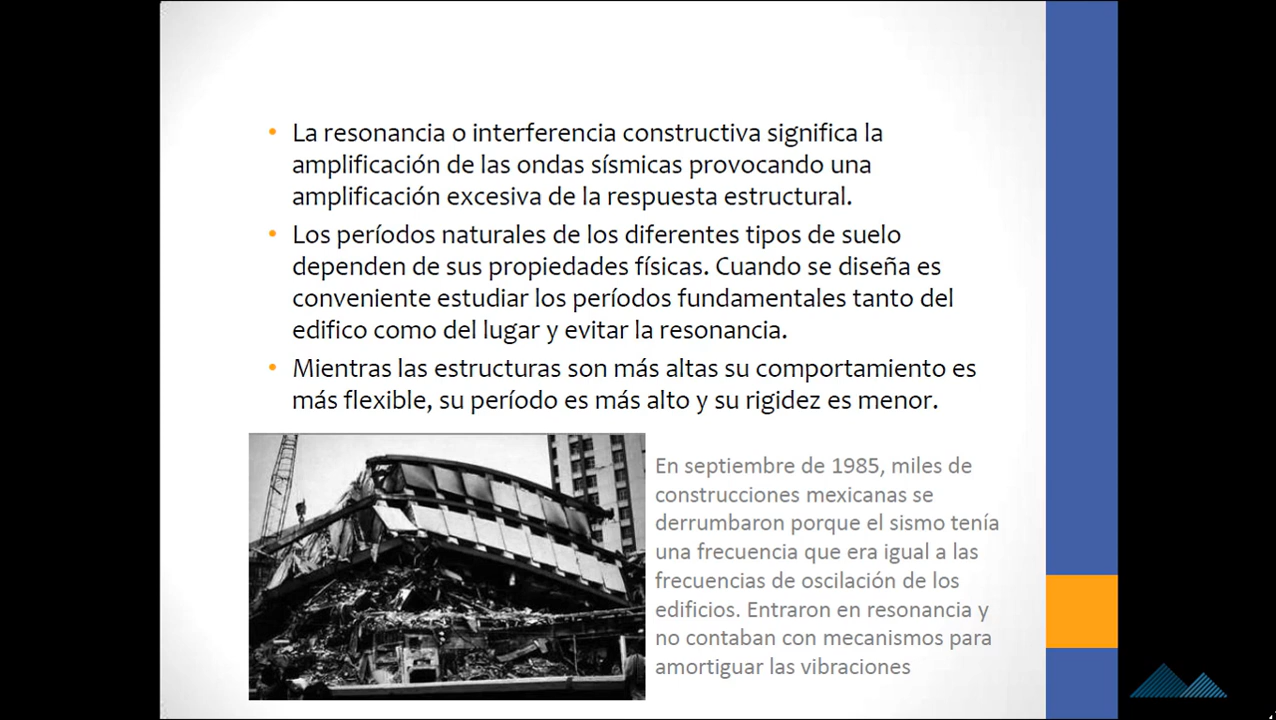 • La resonancia o interferencia constructiva significa la
amplificación de las ondas sísmicas provocando una
amplificación excesiva de la respuesta estructural.
• Los períodos naturales de los diferentes tipos de suelo
dependen de sus propiedades físicas. Cuando se diseña es
conveniente estudiar los períodos fundamentales tanto del
edifico como del lugar y evitar la resonancia.
• Mientras las estructuras son más altas su comportamiento es
más flexible, su período es más alto y su rigidez es menor.
En septiembre de 1985, miles de
construcciones mexicanas se
derrumbaron porque el sismo tenía
una frecuencia que era igual a las
frecuencias de oscilación de los
edificios. Entraron en resonancia y
no contaban con mecanismos para
amortiguar las vibraciones